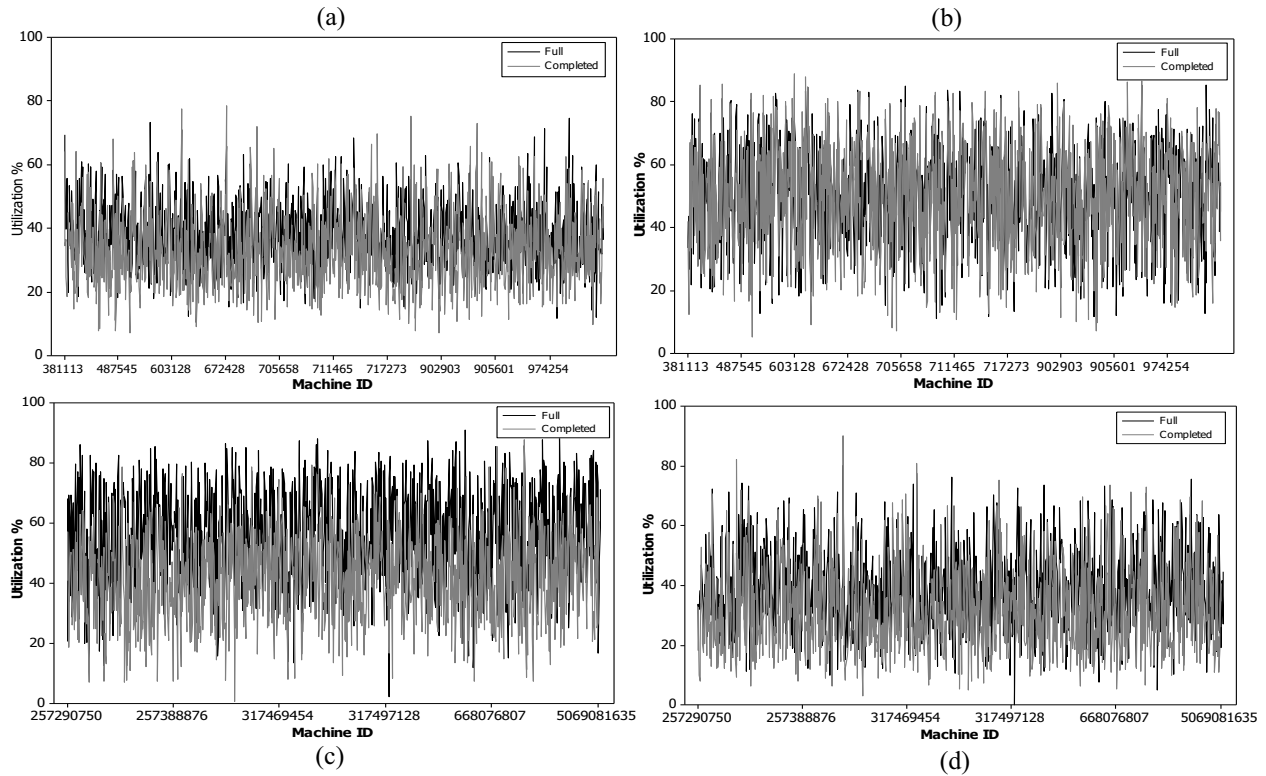 (a)
100
80
60
40
20
0
Utilization %
Full
Completed
381113 487545 603128 672428 705658 711465 717273 902903 905601 974254
Machine ID
(b)
100
80
60
40
20
0
Utilization %
Full
Completed
381113 487545 603128 672428 705658 711465 717273 902903 905601 974254
Machine ID
100
80
60
40
20
0
Utilization %
Full
Completed
257290750 257388876 317469454 317497128 668076807 5069081635
Machine ID
(c)
100
80
60
40
20
0
Utilization %
Full
Completed
257290750 257388876 317469454 317497128 668076807 5069081635
Machine ID
(d)